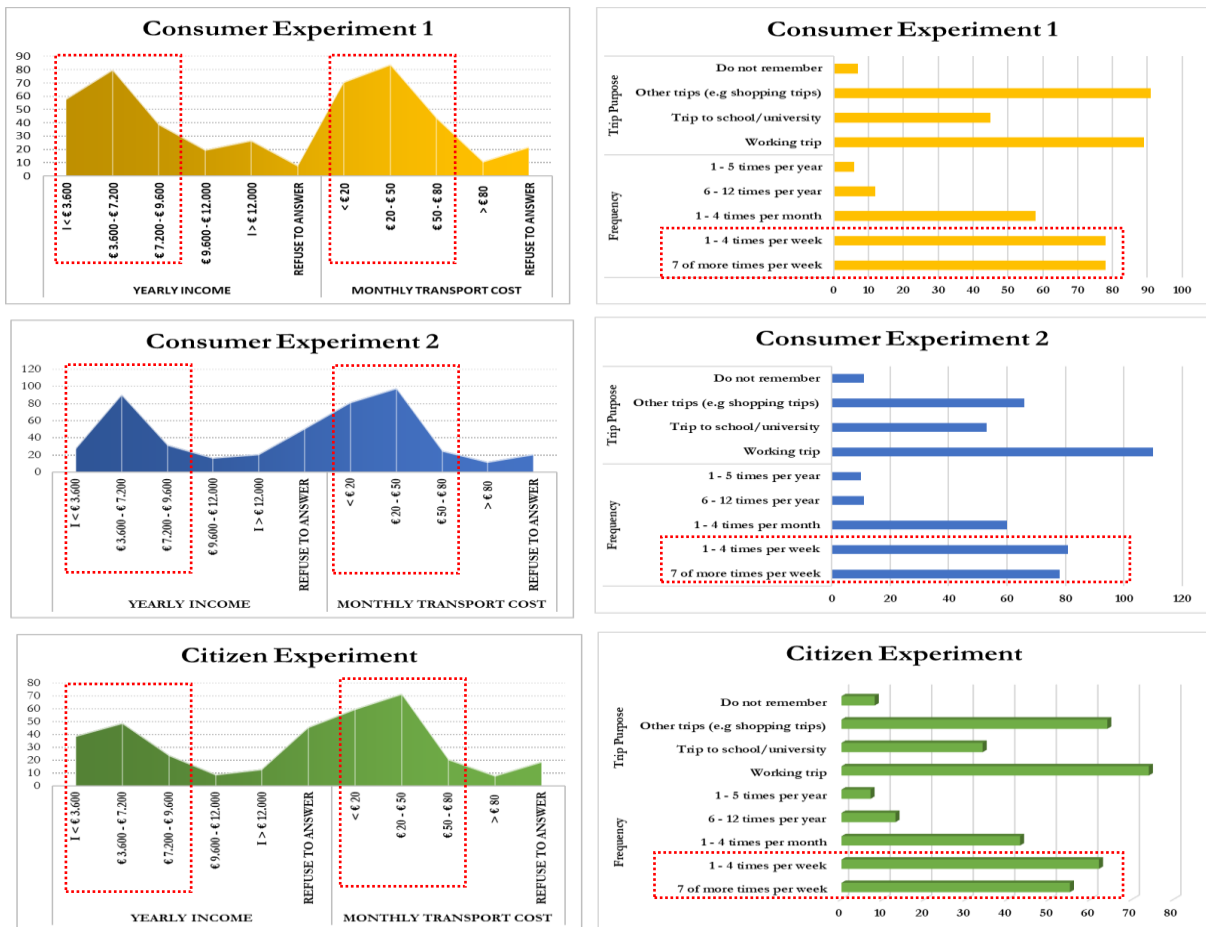 Consumer Experiment 1
90
80
70
60
50
40
30
20
10
0
I < € 3.600
€ 3.600 - € 7.200
€ 7.200 - € 9.600
€ 9.600 - € 12.000
I > € 12.000
REFUSE TO ANSWER
< € 20
€ 20 - € 50
€ 50 - € 80
> € 80
REFUSE TO ANSWER
YEARLY INCOME
MONTHLY TRANSPORT COST
Consumer Experiment 1
Trip Purpose
Do not remember
Other trips (e.g shopping trips)
Trip to school/university
Working trip
Frequency
1 - 5 times per year
6 - 12 times per year
1 - 4 times per month
1 - 4 times per week
7 of more times per week
0 10 20 30 40 50 60 70 80 90 100
Consumer Experiment 2
120
100
80
60
40
20
0
I < € 3.600
€ 3.600 - € 7.200
€ 7.200 - € 9.600
€ 9.600 - € 12.000
I > € 12.000
REFUSE TO ANSWER
< € 20
€ 20 - € 50
€ 50 - € 80
> € 80
REFUSE TO ANSWER
YEARLY INCOME
MONTHLY TRANSPORT COST
Consumer Experiment 2
Trip Purpose
Do not remember
Other trips (e.g shopping trips)
Trip to school/university
Working trip
Frequency
1 - 5 times per year
6 - 12 times per year
1 - 4 times per month
1 - 4 times per week
7 of more times per week
0 20 40 60 80 100 120
Citizen Experiment
80
70
60
50
40
30
20
10
0
I < € 3.600
€ 3.600 - € 7.200
€ 7.200 - € 9.600
€ 9.600 - € 12.000
I > € 12.000
REFUSE TO ANSWER
< € 20
€ 20 - € 50
€ 50 - € 80
> € 80
REFUSE TO ANSWER
YEARLY INCOME
MONTHLY TRANSPORT COST
Citizen Experiment
Trip Purpose
Do not remember
Other trips (e.g shopping trips)
Trip to school/university
Working trip
Frequency
1 - 5 times per year
6 - 12 times per year
1 - 4 times per month
1 - 4 times per week
7 of more times per week
0 10 20 30 40 50 60 70 80